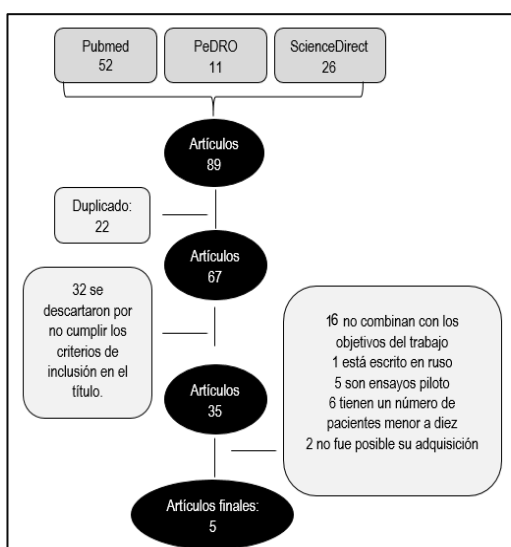 Pubmed
52
PeDRO
11
ScienceDirect
26
Artículos
89
Duplicado:
22
Artículos
67
32 se
descartaron por
no cumplir los
criterios de
inclusión en el
título.
16 no combinan con los
objetivos del trabajo
1 está escrito en ruso
5 son ensayos piloto
6 tienen un número de
pacientes menor a diez
2 no fue posible su adquisición
Artículos
35
Artículos finales:
5